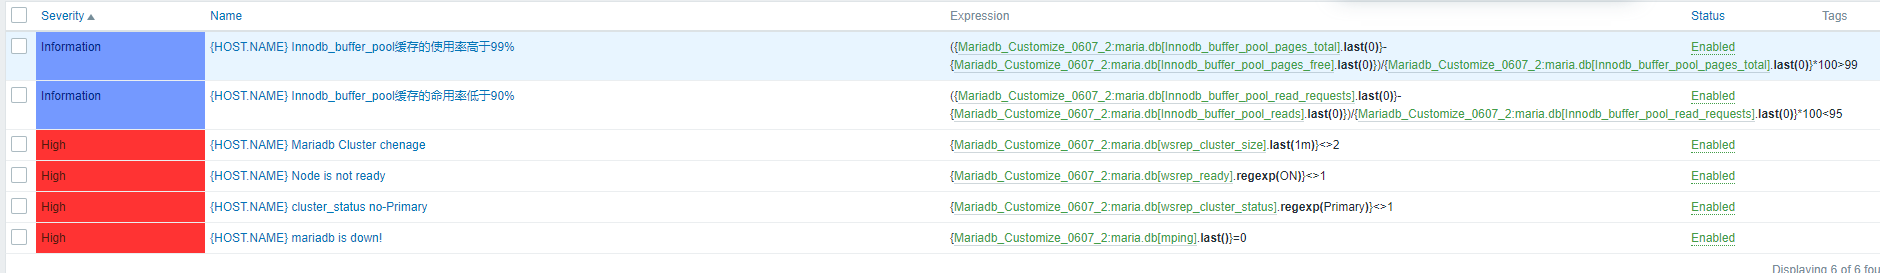 Severity Name Expression Status Tags
Information {HOST.NAME} Innodb_buffer_pool缓存的使用率高于99% ({Mariadb_Customize_0607_2:maria.db[Innodb_buffer_pool_pages_total].last(0)}- Enabled
{Mariadb_Customize_0607_2:maria.db[Innodb_buffer_pool_pages_free].last(0)})/{Mariadb_Customize_0607_2:maria.db[Innodb_buffer_pool_pages_total].last(0)}*100>99
Information {HOST.NAME} Innodb_buffer_pool缓存的命用率低于90% ({Mariadb_Customize_0607_2:maria.db[Innodb_buffer_pool_read_requests].last(0)}- Enabled
{Mariadb_Customize_0607_2:maria.db[Innodb_buffer_pool_reads].last(0)})/{Mariadb_Customize_0607_2:maria.db[Innodb_buffer_pool_read_requests].last(0)}*100<95
High {HOST.NAME} Mariadb Cluster chenage {Mariadb_Customize_0607_2:maria.db[wsrep_cluster_size].last(1m)}<>2 Enabled
High {HOST.NAME} Node is not ready {Mariadb_Customize_0607_2:maria.db[wsrep_ready].regexp(ON)}<>1 Enabled
High {HOST.NAME} cluster_status no-Primary {Mariadb_Customize_0607_2:maria.db[wsrep_cluster_status].regexp(Primary)}<>1 Enabled
High {HOST.NAME} mariadb is down! {Mariadb_Customize_0607_2:maria.db[mping].last()}=0 Enabled
Displaying 6 of 6 fou